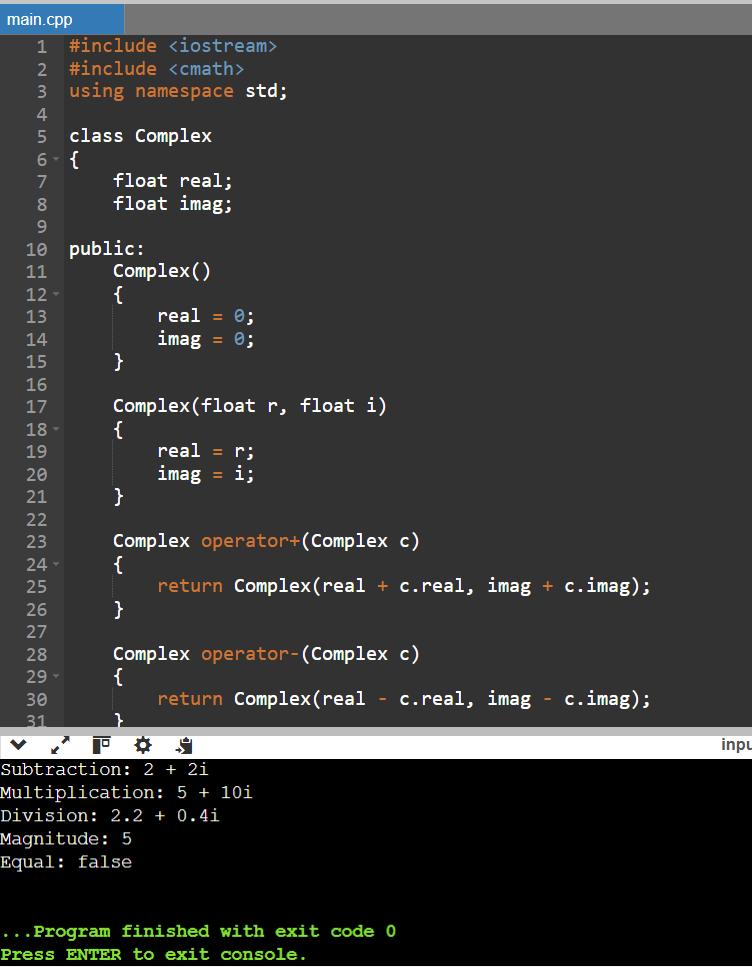 main.cpp
1 #include <iostream>
2 #include <cmath>
3 using namespace std;
4
5 class Complex
6 {
7     float real;
8     float imag;
9
10 public:
11     Complex()
12     {
13         real = 0;
14         imag = 0;
15     }
16
17     Complex(float r, float i)
18     {
19         real = r;
20         imag = i;
21     }
22
23     Complex operator+(Complex c)
24     {
25         return Complex(real + c.real, imag + c.imag);
26     }
27
28     Complex operator-(Complex c)
29     {
30         return Complex(real - c.real, imag - c.imag);
31     }
inpu
Subtraction: 2 + 2i
Multiplication: 5 + 10i
Division: 2.2 + 0.4i
Magnitude: 5
Equal: false
...Program finished with exit code 0
Press ENTER to exit console.